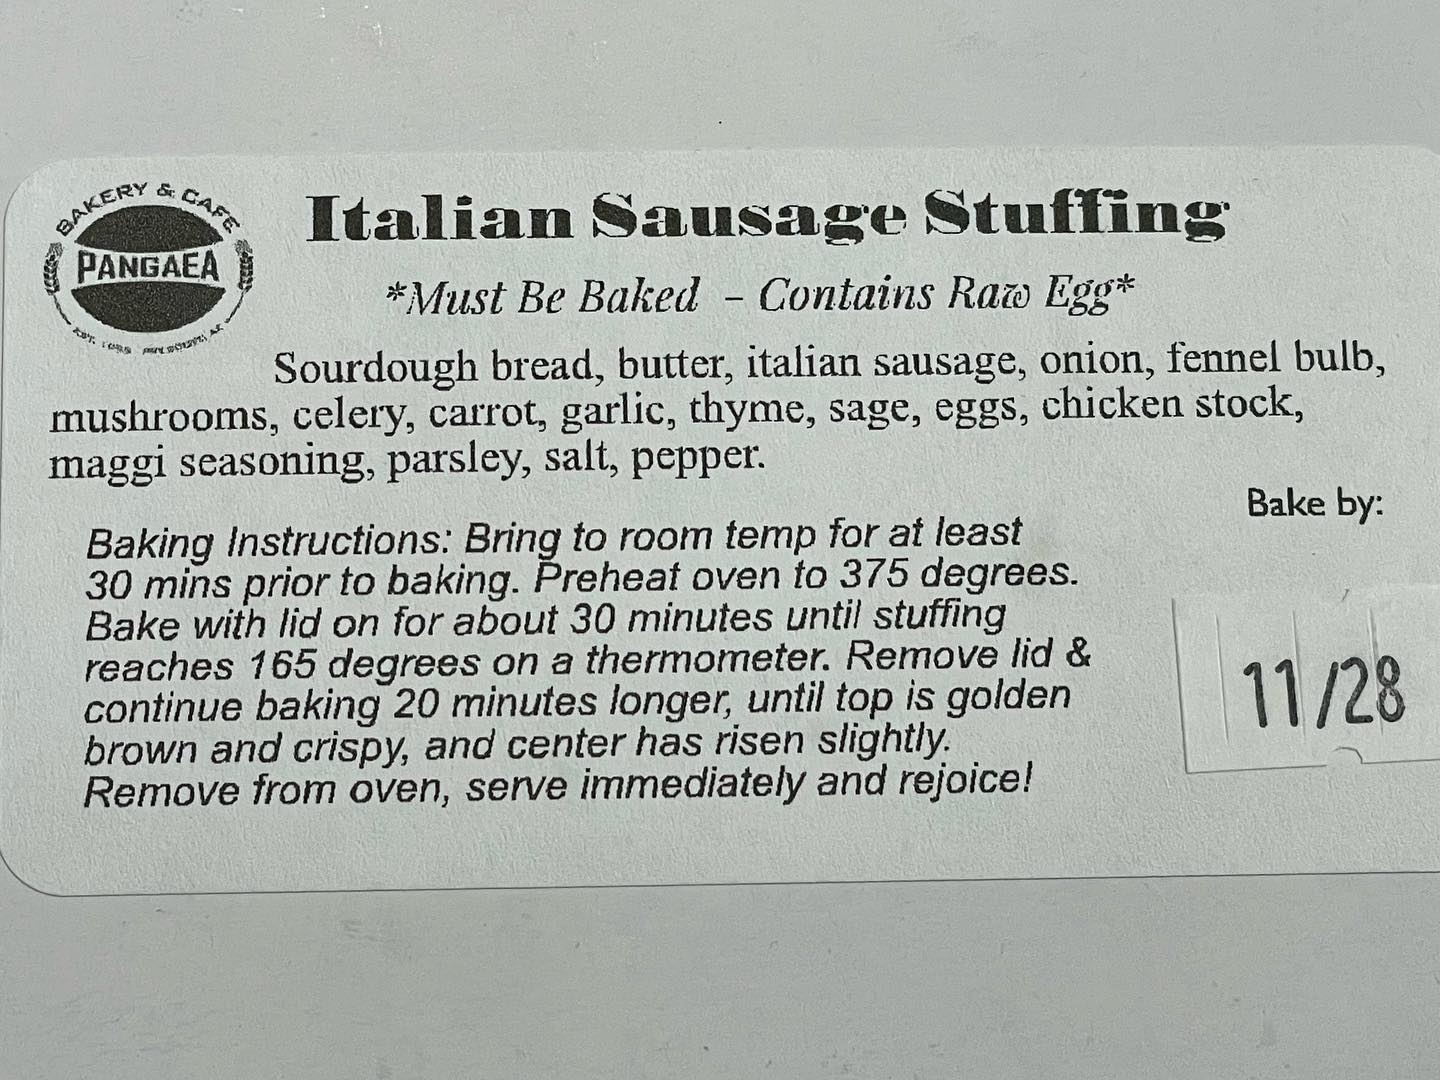 BAKERY & CAFE
PANGAEA
EST.
Italian Sausage Stuffing
*Must Be Baked - Contains Raw Egg*
Sourdough bread, butter, italian sausage, onion, fennel bulb,
mushrooms, celery, carrot, garlic, thyme, sage, eggs, chicken stock,
maggi seasoning, parsley, salt, pepper.
Bake by:
11/28
Baking Instructions: Bring to room temp for at least
30 mins prior to baking. Preheat oven to 375 degrees.
Bake with lid on for about 30 minutes until stuffing
reaches 165 degrees on a thermometer. Remove lid &
continue baking 20 minutes longer, until top is golden
brown and crispy, and center has risen slightly.
Remove from oven, serve immediately and rejoice!